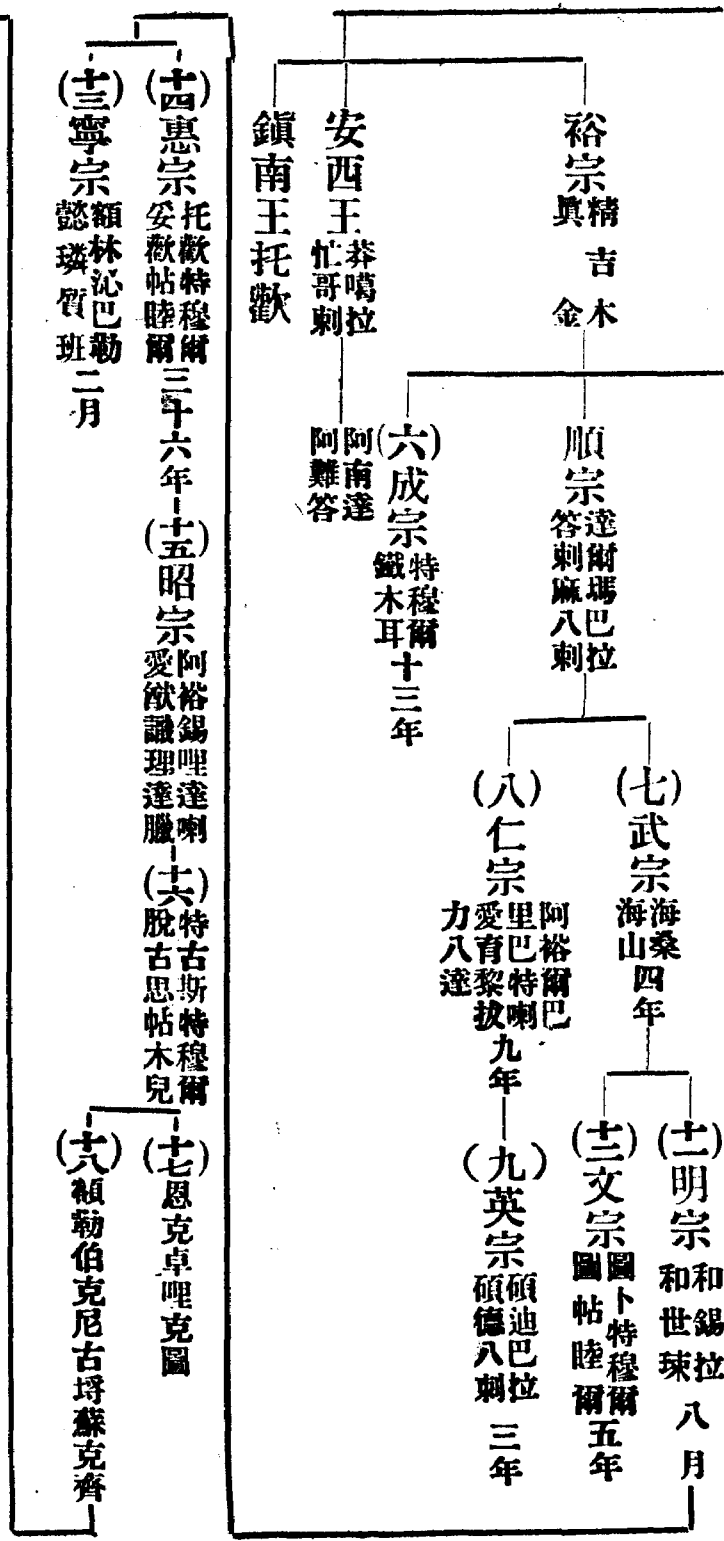 裕宗 精吉木 眞金
安西王 莽噶拉 忙哥剌
鎭南王托歡
順宗 達爾瑪巴拉 答剌麻八剌
(六)成宗 特穆爾 鐵木耳 十三年
阿南達 阿難答
(七)武宗 海桑 海山 四年
(八)仁宗 阿裕爾巴里巴特喇 愛育黎拔力八達 九年
(十一)明宗 和錫拉 和世㻋 八月
(十二)文宗 圖卜特穆爾 圖帖睦爾 五年
(九)英宗 碩迪巴拉 碩德八剌 三年
(十四)惠宗 托歡特穆爾 妥歡帖睦爾 三十六年
(十三)寧宗 額林沁巴勒 懿璘質班 二月
(十五)昭宗 阿裕錫哩達喇 愛猷識理達臘
(十六)特古斯特穆爾 脫古思帖木兒
(十七)恩克卓哩克圖
(十八)額勒伯克尼古埒蘇克齊